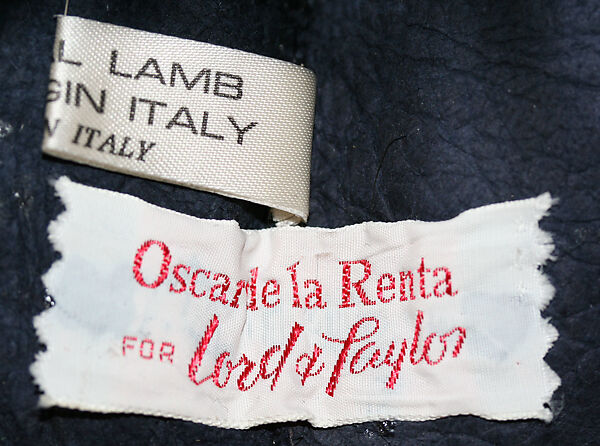 L LAMB
GIN ITALY
N ITALY
Oscar de la Renta
FOR Lord & Taylor